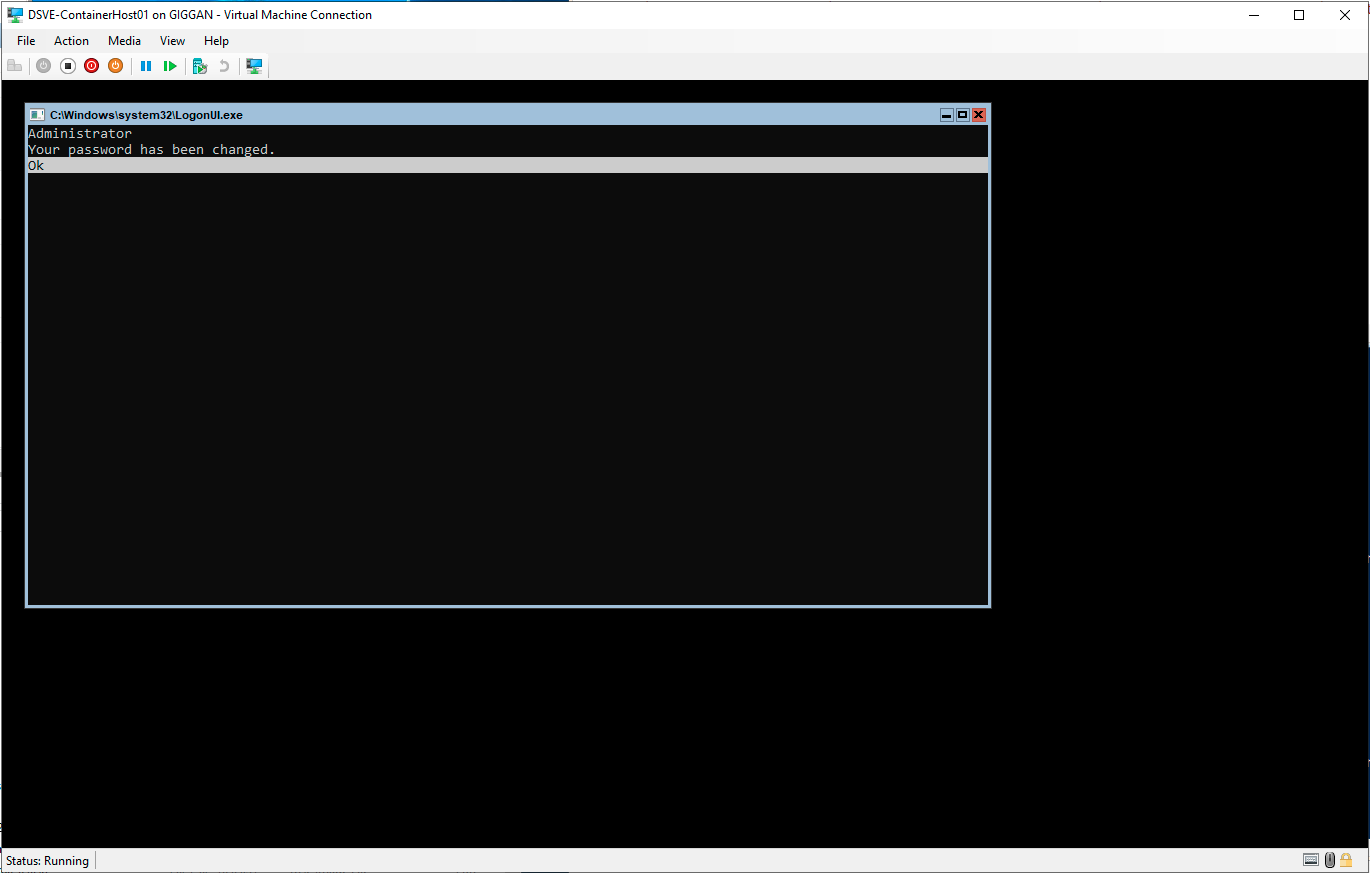 DSVE-ContainerHost01 on GIGGAN - Virtual Machine Connection
File Action Media View Help
C:\Windows\system32\LogonUI.exe
Administrator
Your password has been changed.
Ok
Status: Running